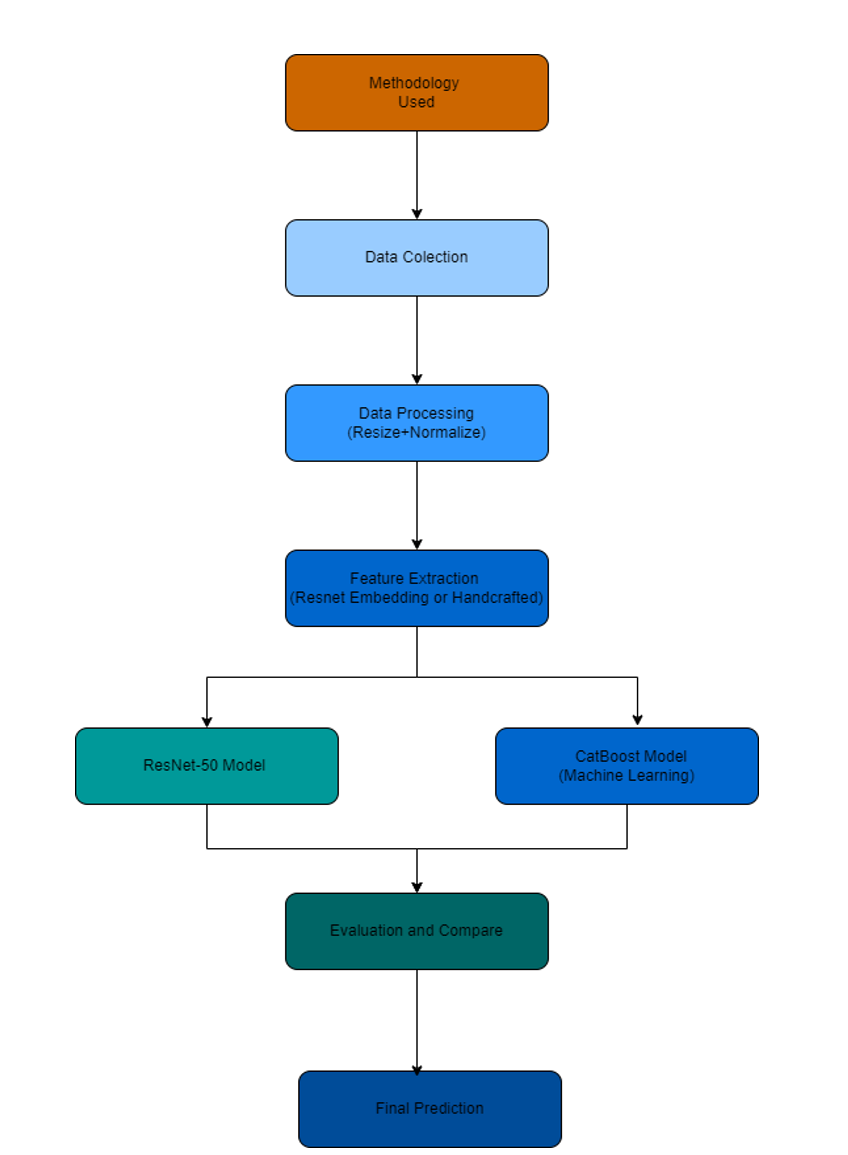 Methodology
Used
Data Colection
Data Processing
(Resize+Normalize)
Feature Extraction
(Resnet Embedding or Handcrafted)
ResNet-50 Model
CatBoost Model
(Machine Learning)
Evaluation and Compare
Final Prediction